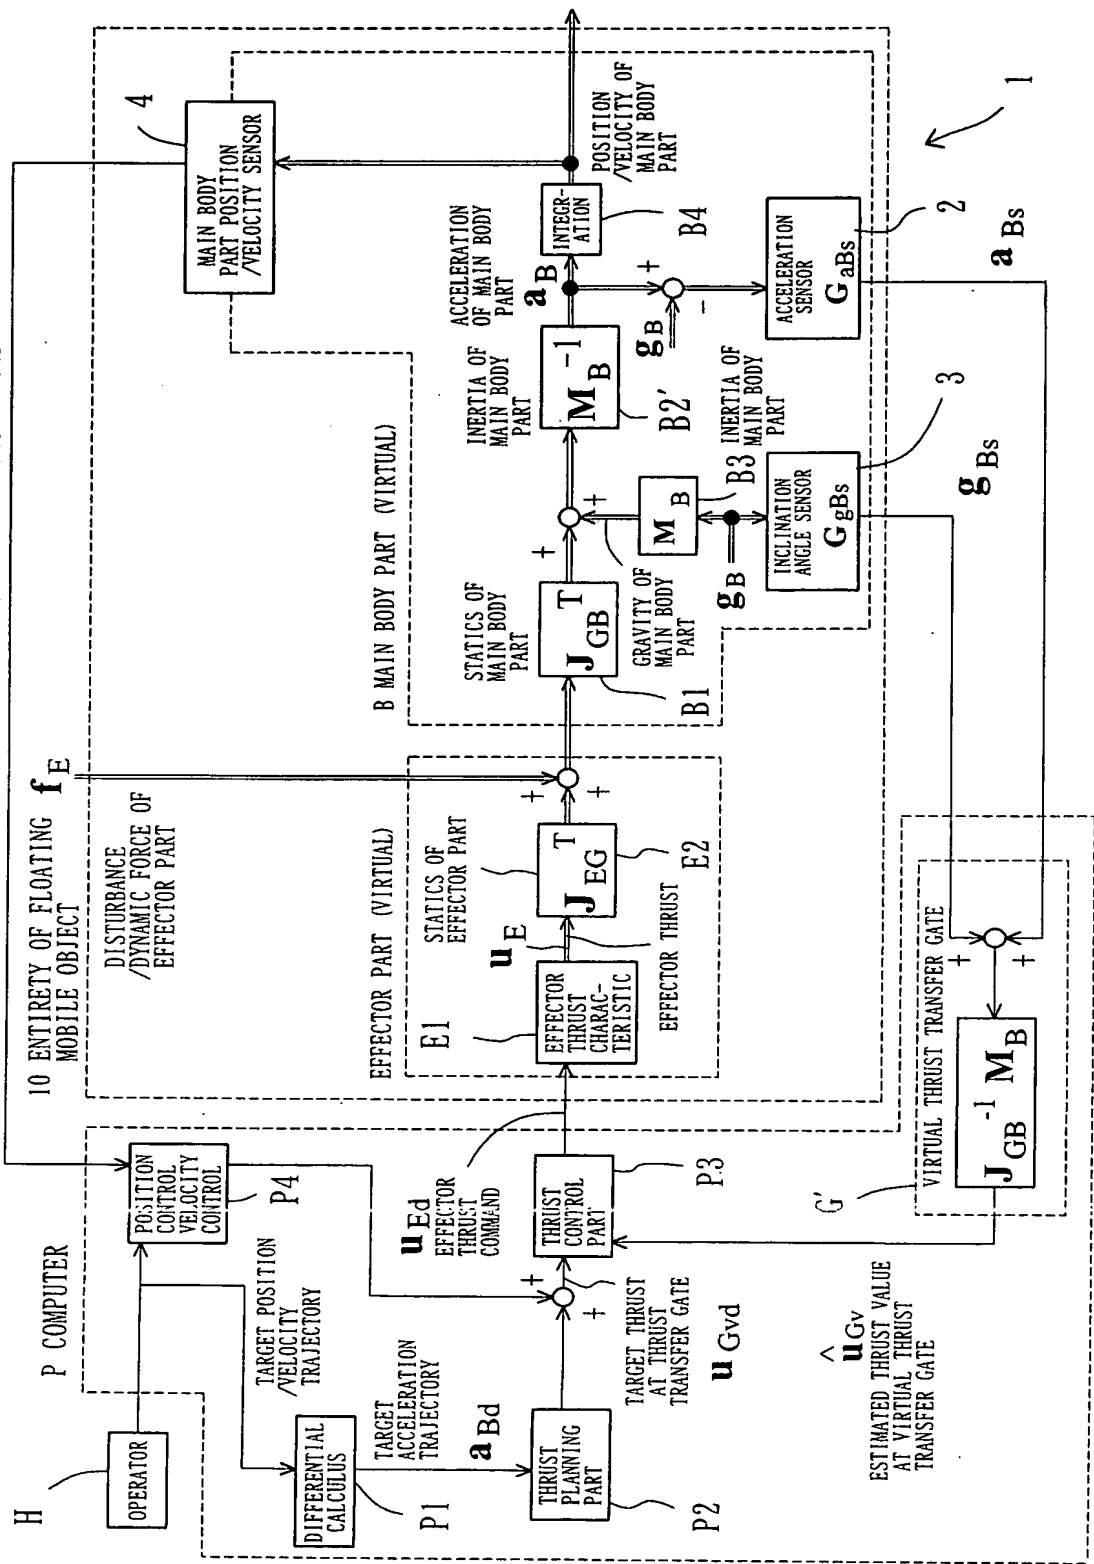 H
OPERATOR
P COMPUTER
TARGET POSITION
/VELOCITY
TRAJECTORY
DIFFERENTIAL
CALCULUS
P1
TARGET
ACCELERATION
TRAJECTORY
a Bd
THRUST
PLANNING
PART
P2
POSITION
CONTROL
VELOCITY
CONTROL
P4
+
+
TARGET THRUST
AT THRUST
TRANSFER GATE
u Gvd
THRUST
CONTROL
PART
P3
u Ed
EFFECTOR
THRUST
COMMAND
^
u Gv
ESTIMATED THRUST VALUE
AT VIRTUAL THRUST
TRANSFER GATE
10 ENTIRETY OF FLOATING
MOBILE OBJECT
DISTURBANCE
/DYNAMIC FORCE OF
EFFECTOR PART
f E
EFFECTOR PART (VIRTUAL)
E1
EFFECTOR
THRUST
CHARAC-
TERISTIC
u E
EFFECTOR THRUST
STATICS OF
EFFECTOR PART
J EG T
E2
+
+
B MAIN BODY PART (VIRTUAL)
STATICS OF
MAIN BODY
PART
J GB T
B1
+
+
GRAVITY OF
MAIN BODY
PART
M B
B3
INERTIA OF
MAIN BODY
PART
g B
INERTIA OF
MAIN BODY
PART
M B -1
B2'
ACCELERATION
OF MAIN BODY
PART
a B
g B
+
-
INTEGR-
ATION
B4
POSITION
/VELOCITY OF
MAIN BODY
PART
MAIN BODY
PART POSITION
/VELOCITY SENSOR
4
INCLINATION
ANGLE SENSOR
G gBs
3
g Bs
ACCELERATION
SENSOR
G aBs
2
a Bs
1
G'
VIRTUAL THRUST TRANSFER GATE
J GB -1 M B
+
+